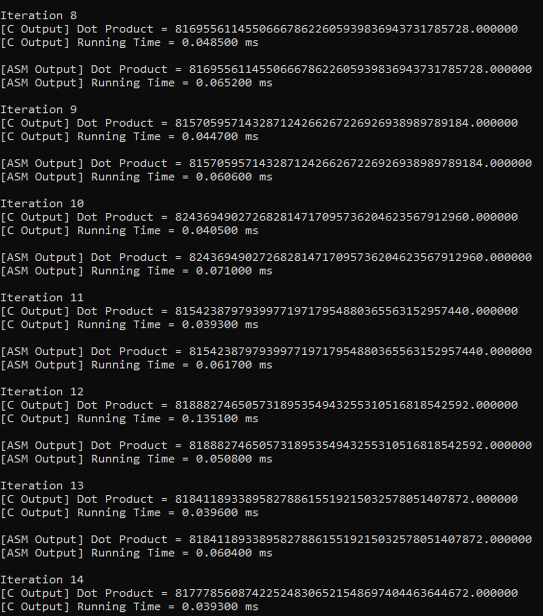 Iteration 8
[C Output] Dot Product = 8169556114550666786226059398369437317857​28.000000
[C Output] Running Time = 0.048500 ms
[ASM Output] Dot Product = 816955611455066678622605939836943731785728.000000
[ASM Output] Running Time = 0.065200 ms
Iteration 9
[C Output] Dot Product = 815705957143287124266267226926938989789184.000000
[C Output] Running Time = 0.044700 ms
[ASM Output] Dot Product = 815705957143287124266267226926938989789184.000000
[ASM Output] Running Time = 0.060600 ms
Iteration 10
[C Output] Dot Product = 824369490272682814717095736204623567912960.000000
[C Output] Running Time = 0.040500 ms
[ASM Output] Dot Product = 824369490272682814717095736204623567912960.000000
[ASM Output] Running Time = 0.071000 ms
Iteration 11
[C Output] Dot Product = 815423879793997719717954880365563152957440.000000
[C Output] Running Time = 0.039300 ms
[ASM Output] Dot Product = 815423879793997719717954880365563152957440.000000
[ASM Output] Running Time = 0.061700 ms
Iteration 12
[C Output] Dot Product = 818882746505731895354943255310516818542592.000000
[C Output] Running Time = 0.135100 ms
[ASM Output] Dot Product = 818882746505731895354943255310516818542592.000000
[ASM Output] Running Time = 0.050800 ms
Iteration 13
[C Output] Dot Product = 818411893389582788615519215032578051407872.000000
[C Output] Running Time = 0.039600 ms
[ASM Output] Dot Product = 818411893389582788615519215032578051407872.000000
[ASM Output] Running Time = 0.060400 ms
Iteration 14
[C Output] Dot Product = 817778560874225248306521548697404463644672.000000
[C Output] Running Time = 0.039300 ms